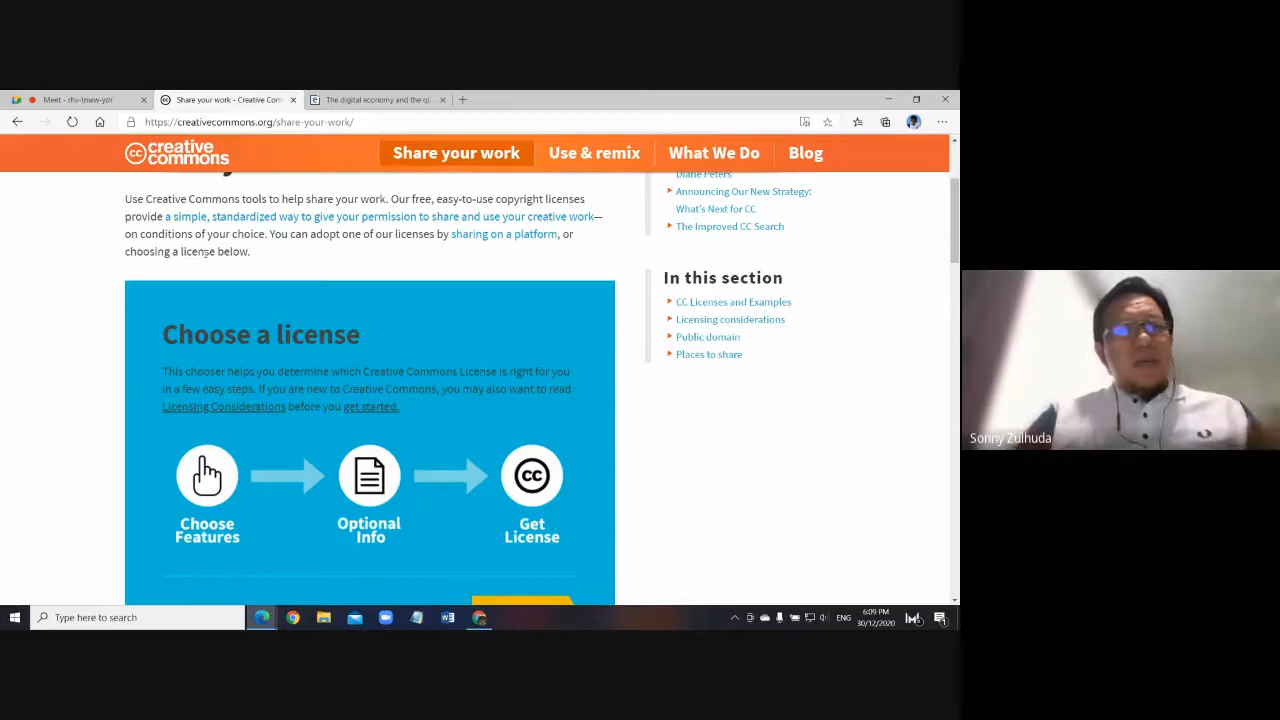 Meet - rhv-tnww-ydr
Share your work - Creative Com
The digital economy and the qu
https://creativecommons.org/share-your-work/
creative commons
Share your work
Use & remix
What We Do
Blog
Use Creative Commons tools to help share your work. Our free, easy-to-use copyright licenses
provide a simple, standardized way to give your permission to share and use your creative work—
on conditions of your choice. You can adopt one of our licenses by sharing on a platform, or
choosing a license below.
Choose a license
This chooser helps you determine which Creative Commons License is right for you
in a few easy steps. If you are new to Creative Commons, you may also want to read
Licensing Considerations before you get started.
cc
Choose
Features
Optional
Info
Get
License
Diane Peters
Announcing Our New Strategy:
What's Next for CC
The Improved CC Search
In this section
CC Licenses and Examples
Licensing considerations
Public domain
Places to share
Sonny Zulhuda
Type here to search
ENG
6:09 PM
30/12/2020